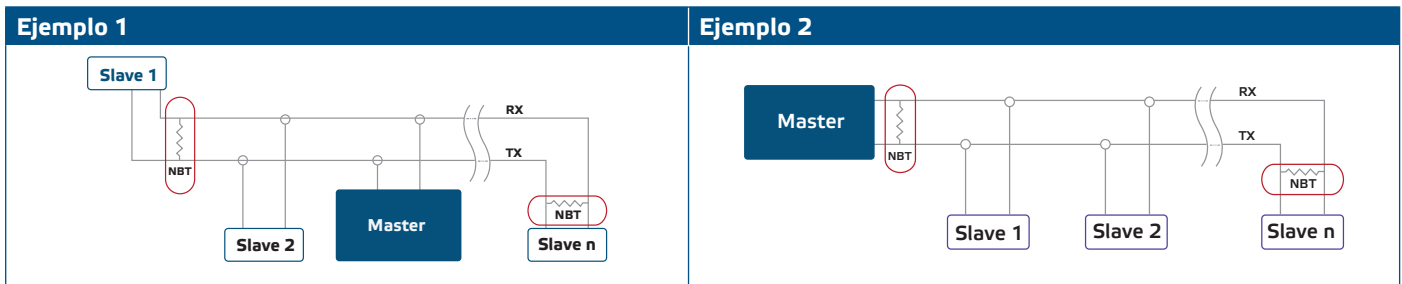 Ejemplo 1
Slave 1
RX
TX
NBT
NBT
Slave 2
Master
Slave n
Ejemplo 2
Master
RX
TX
NBT
NBT
Slave 1
Slave 2
Slave n